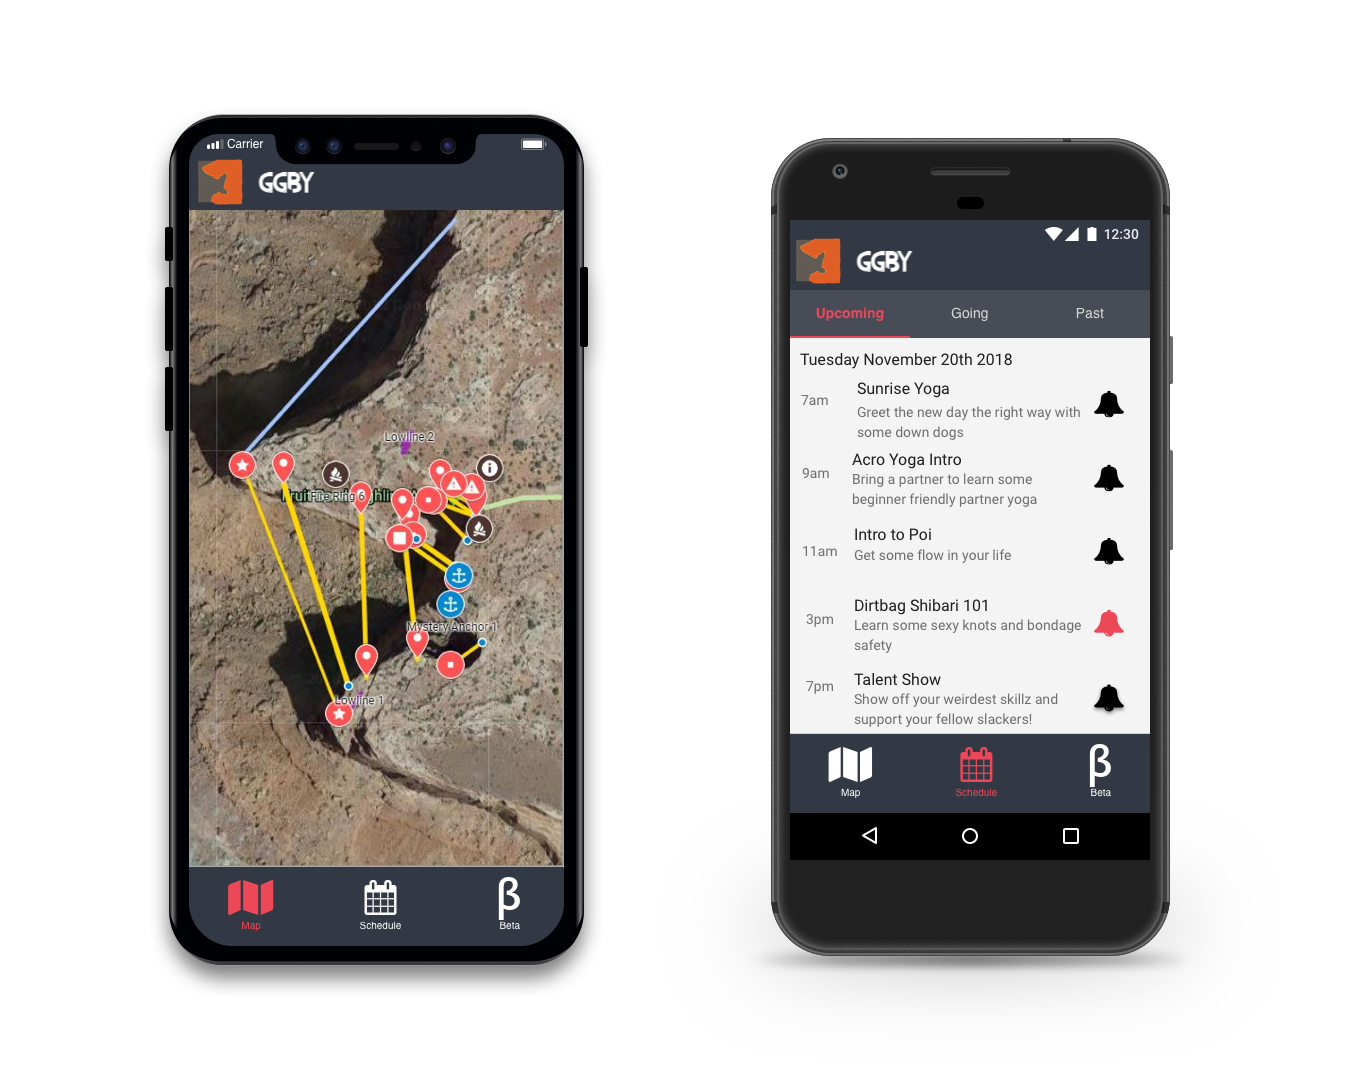 Carrier
GGBY
Lowline 2
Fire Ring 6
Mystery Anchor 1
Lowline 1
Map
Schedule
β
Beta
12:30
GGBY
Upcoming
Going
Past
Tuesday November 20th 2018
7am
Sunrise Yoga
Greet the new day the right way with
some down dogs
9am
Acro Yoga Intro
Bring a partner to learn some
beginner friendly partner yoga
11am
Intro to Poi
Get some flow in your life
3pm
Dirtbag Shibari 101
Learn some sexy knots and bondage
safety
7pm
Talent Show
Show off your weirdest skillz and
support your fellow slackers!
Map
Schedule
β
Beta